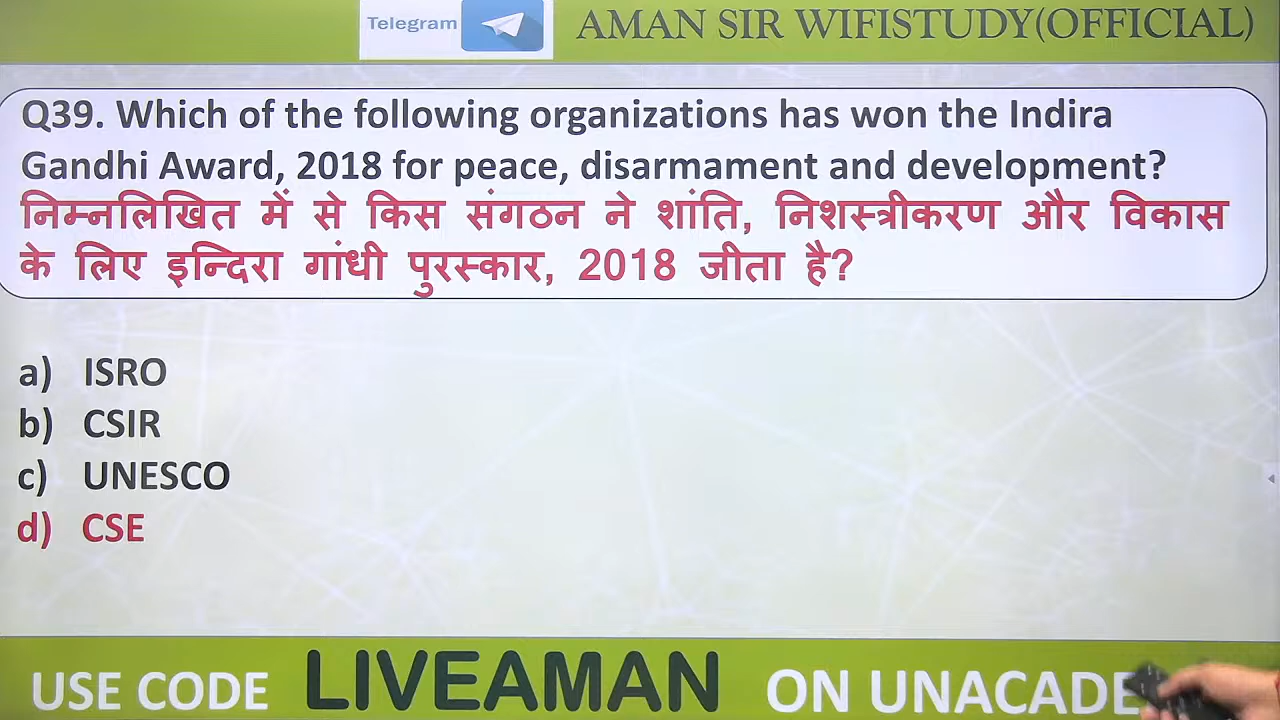 Telegram
AMAN SIR WIFISTUDY(OFFICIAL)
Q39. Which of the following organizations has won the Indira
Gandhi Award, 2018 for peace, disarmament and development?
निम्नलिखित में से किस संगठन ने शांति, निशस्त्रीकरण और विकास
के लिए इन्दिरा गांधी पुरस्कार, 2018 जीता है?
a) ISRO
b) CSIR
c) UNESCO
d) CSE
USE CODE LIVEAMAN ON UNACADE